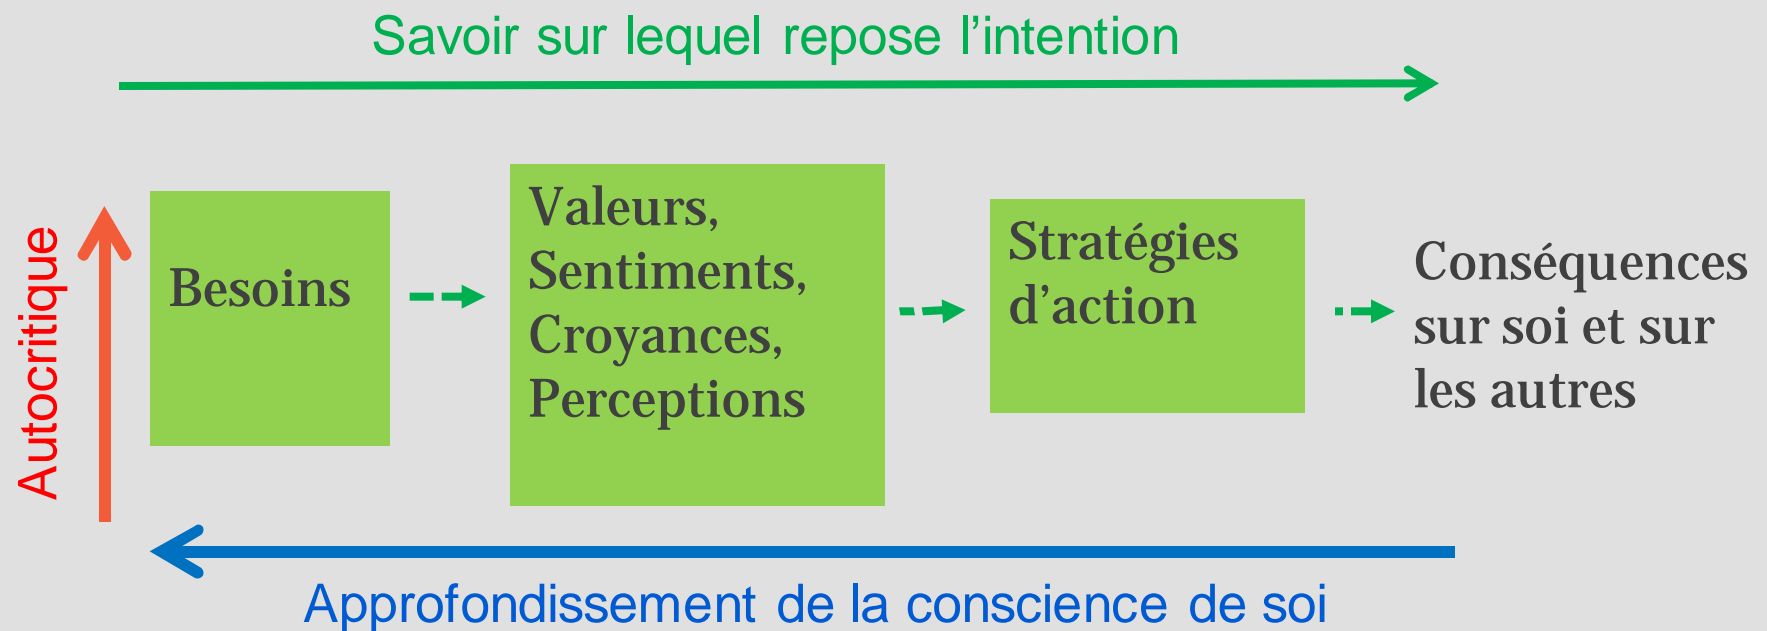 Savoir sur lequel repose l’intention
Autocritique
Besoins
Valeurs,
Sentiments,
Croyances,
Perceptions
Stratégies
d’action
Conséquences
sur soi et sur
les autres
Approfondissement de la conscience de soi